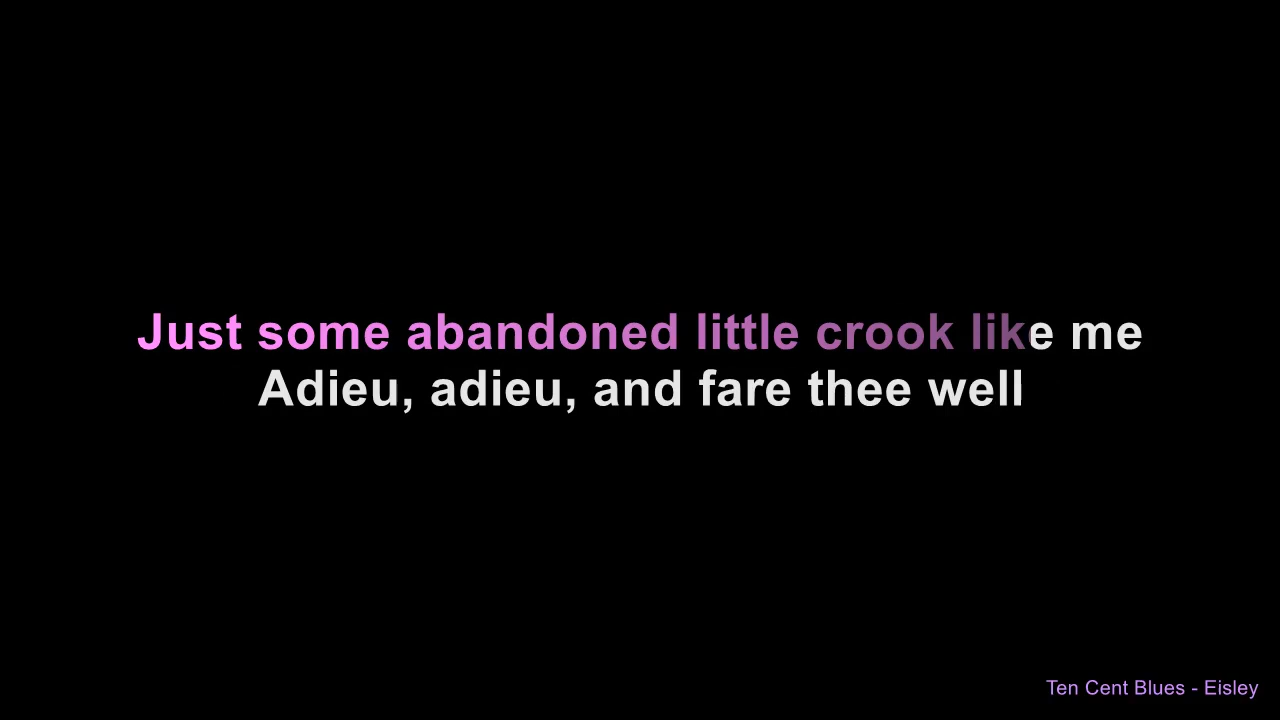 Just some abandoned little crook like me
Adieu, adieu, and fare thee well
Ten Cent Blues - Eisley